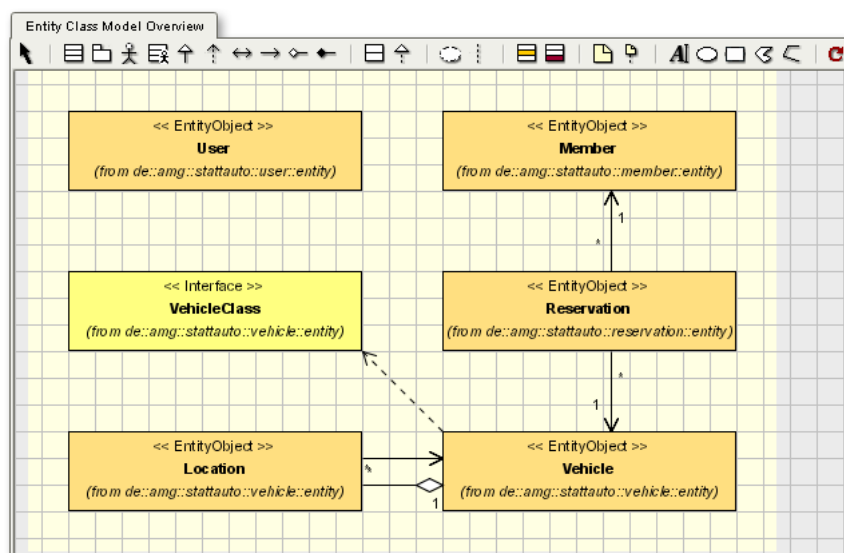 Entity Class Model Overview
A
<< EntityObject >>
User
(from de::amg::stattauto::user::entity)
<< EntityObject >>
Member
(from de::amg::stattauto::member::entity)
1
*
<< Interface >>
VehicleClass
(from de::amg::stattauto::vehicle::entity)
<< EntityObject >>
Reservation
(from de::amg::stattauto::reservation::entity)
*
1
<< EntityObject >>
Location
(from de::amg::stattauto::vehicle::entity)
*
1
<< EntityObject >>
Vehicle
(from de::amg::stattauto::vehicle::entity)